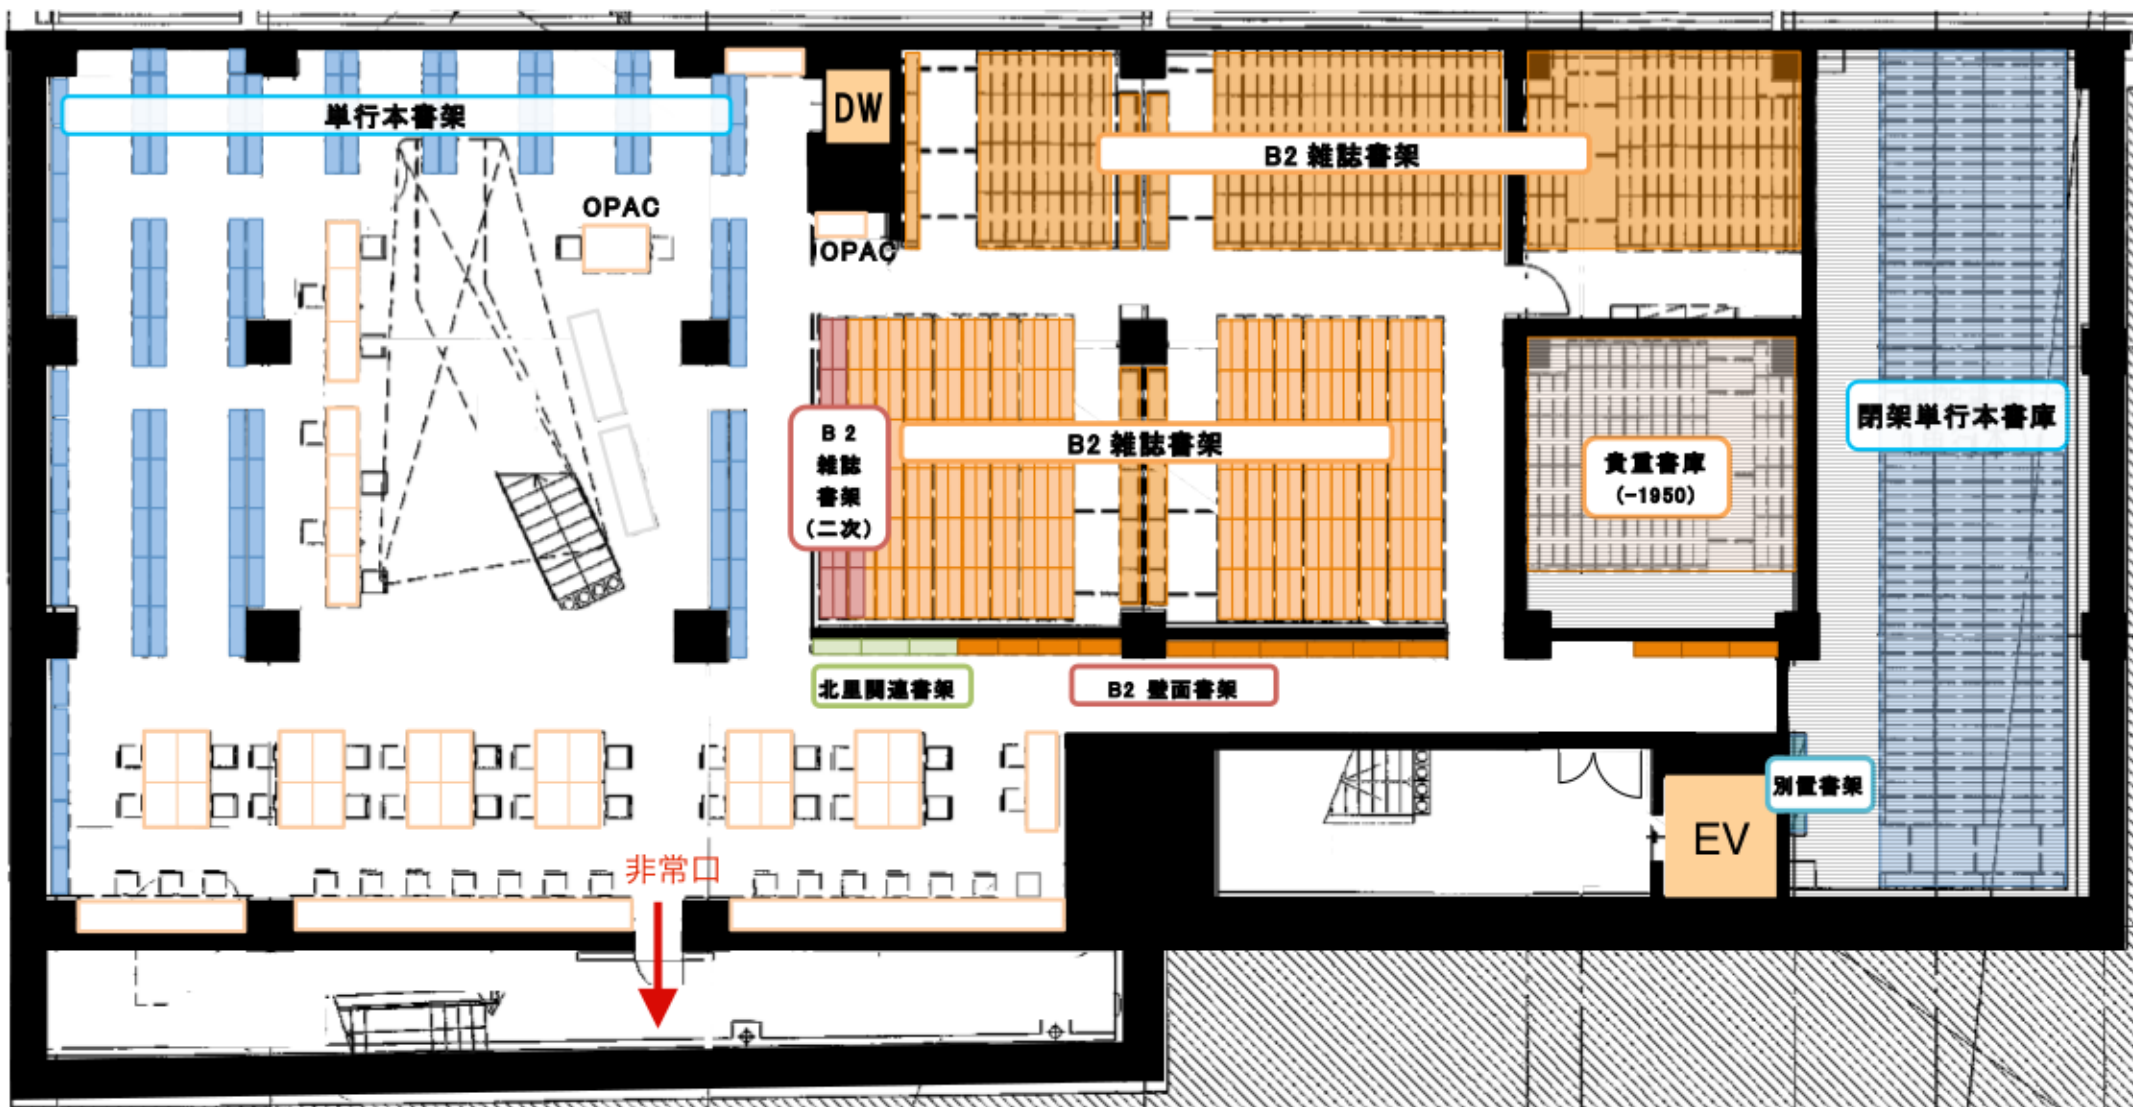 単行本書架
DW
B2 雑誌書架
OPAC
OPAC
B2 雑誌書架
B 2
雑誌
書架
(二次)
貴重書庫
(-1950)
閉架単行本書庫
北里関連書架
B2 壁面書架
別置書架
EV
非常口